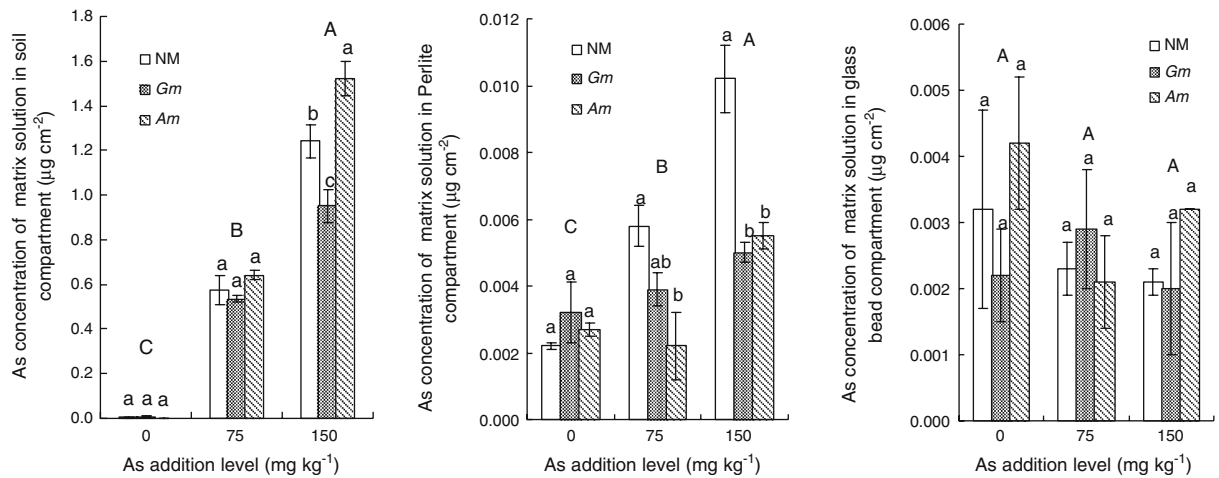 As concentration of matrix solution in soil
compartment (µg cm⁻²)
1.8
1.6
1.4
1.2
1.0
0.8
0.6
0.4
0.2
0.0
NM
Gm
Am
A
a
b
c
B
a
a
a
C
a a a
0 75 150
As addition level (mg kg⁻¹)
As concentration of matrix solution in Perlite
compartment (µg cm⁻²)
0.012
0.010
0.008
0.006
0.004
0.002
0.000
NM
Gm
Am
a
A
b b
B
a
ab
b
C
a
a
a
0 75 150
As addition level (mg kg⁻¹)
As concentration of matrix solution in glass
bead compartment (µg cm⁻²)
0.006
0.005
0.004
0.003
0.002
0.001
0.000
NM
Gm
Am
A
a
a
a
A
a
a
a
A
a
a
a
0 75 150
As addition level (mg kg⁻¹)